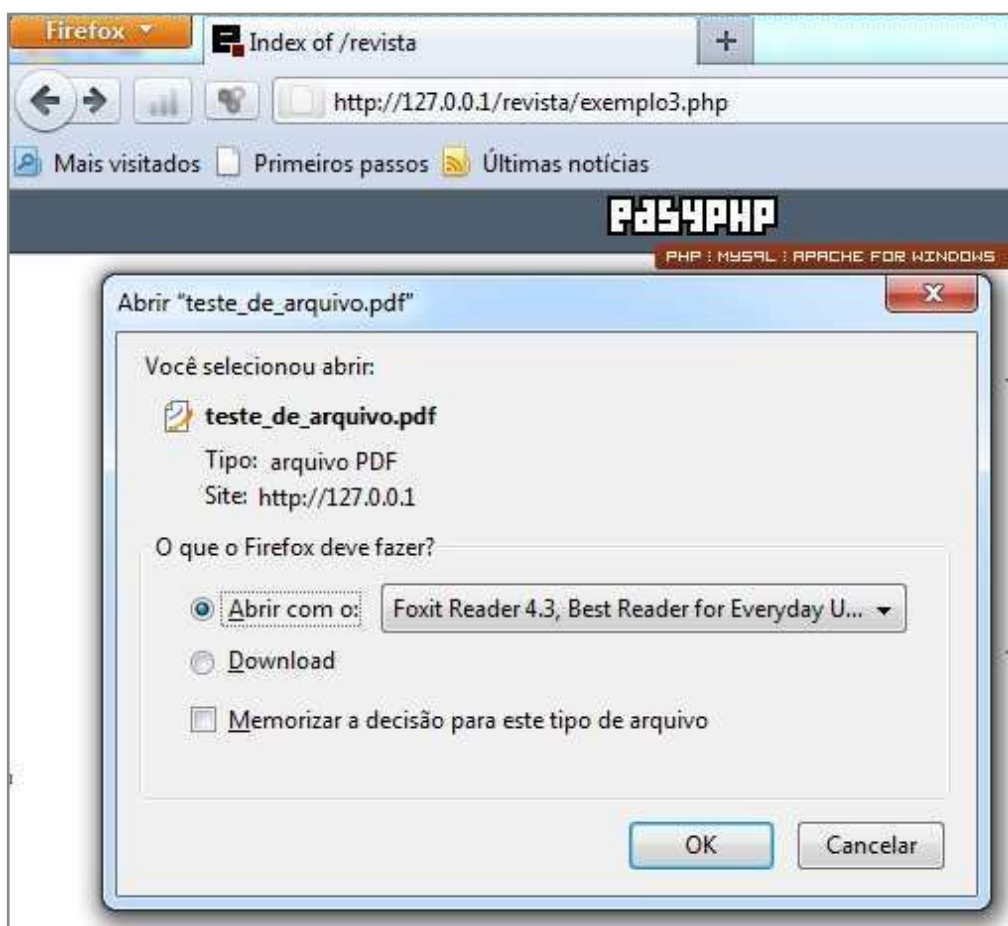 Firefox
Index of /revista
http://127.0.0.1/revista/exemplo3.php
Mais visitados Primeiros passos Últimas notícias
easyPHP
PHP : MYSQL : APACHE FOR WINDOWS
Abrir "teste_de_arquivo.pdf"
Você selecionou abrir:
teste_de_arquivo.pdf
Tipo: arquivo PDF
Site: http://127.0.0.1
O que o Firefox deve fazer?
Abrir com o: Foxit Reader 4.3, Best Reader for Everyday U...
Download
Memorizar a decisão para este tipo de arquivo
OK Cancelar